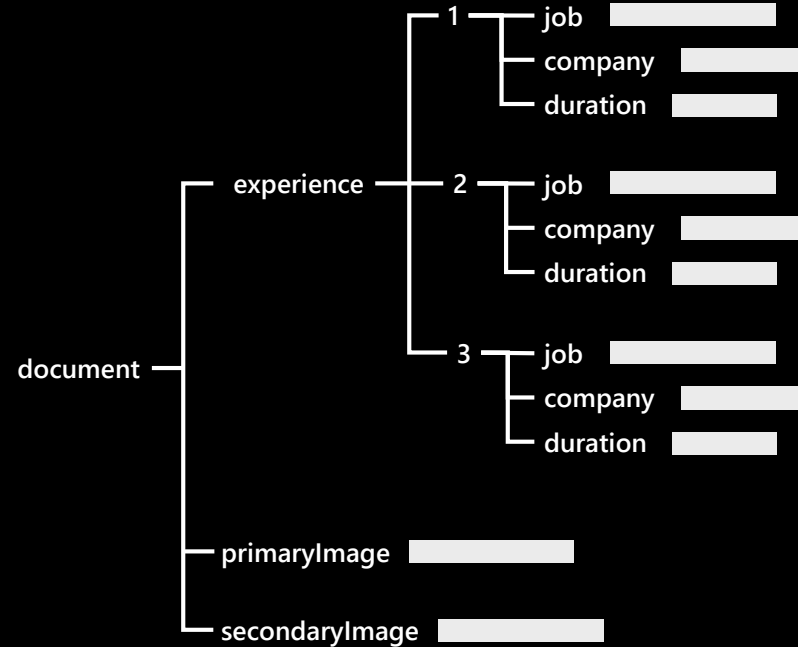 1 job
company
duration
experience 2 job
company
duration
3 job
document
company
duration
primaryImage
secondaryImage